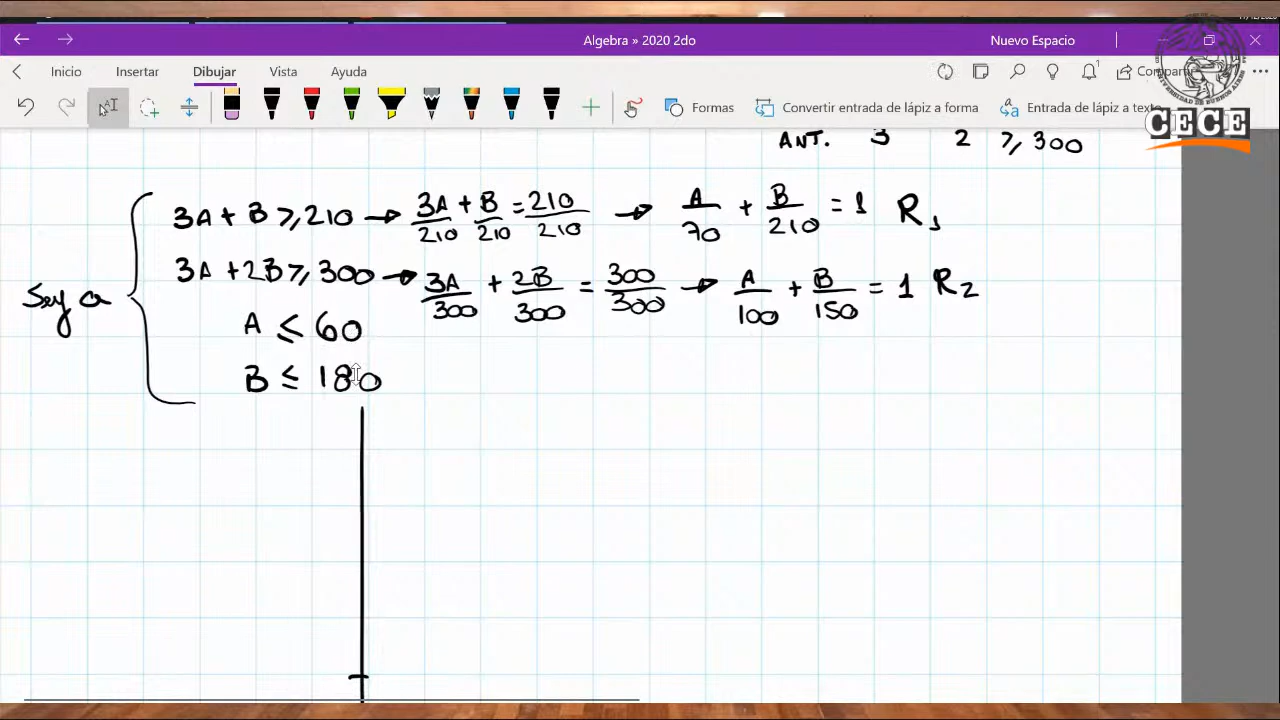 Algebra » 2020 2do
Nuevo Espacio
Inicio Insertar Dibujar Vista Ayuda
Formas Convertir entrada de lápiz a forma Entrada de lápiz a texto
CECE
ANT. 3 2 ≥ 300
3A + B ≥ 210 → 3A/210 + B/210 = 210/210 → A/70 + B/210 = 1 R1
3A + 2B ≥ 300 → 3A/300 + 2B/300 = 300/300 → A/100 + B/150 = 1 R2
A ≤ 60
B ≤ 180